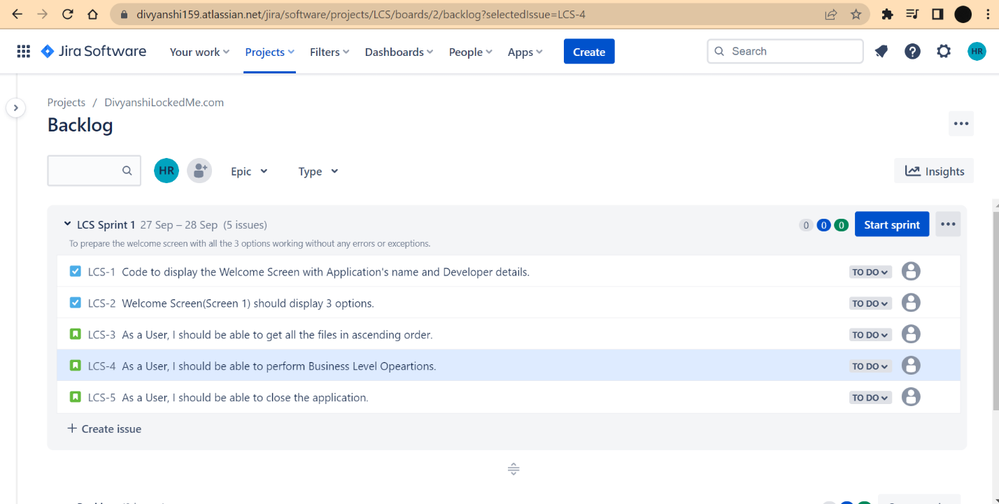 divyanshi159.atlassian.net/jira/software/projects/LCS/boards/2/backlog?selectedIssue=LCS-4
Jira Software Your work Projects Filters Dashboards People Apps Create Search HR
Projects / DivyanshiLockedMe.com
Backlog
HR Epic Type Insights
LCS Sprint 1 27 Sep – 28 Sep (5 issues) 0 0 0 Start sprint
To prepare the welcome screen with all the 3 options working without any errors or exceptions.
LCS-1 Code to display the Welcome Screen with Application's name and Developer details. TO DO
LCS-2 Welcome Screen(Screen 1) should display 3 options. TO DO
LCS-3 As a User, I should be able to get all the files in ascending order. TO DO
LCS-4 As a User, I should be able to perform Business Level Opeartions. TO DO
LCS-5 As a User, I should be able to close the application. TO DO
+ Create issue